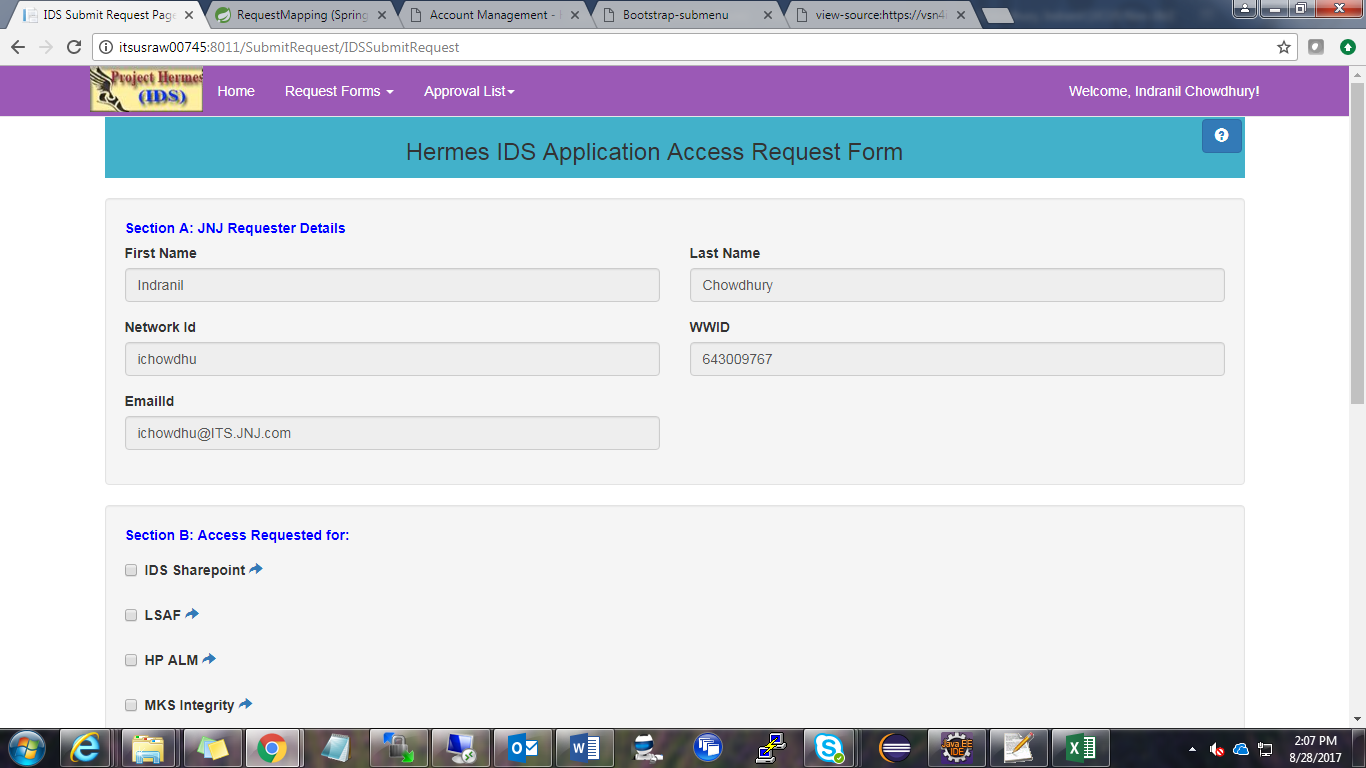 IDS Submit Request Page
RequestMapping (Spring
Account Management -
Bootstrap-submenu
view-source:https://vsn4
itsusraw00745:8011/SubmitRequest/IDSSubmitRequest
Project Hermes
(IDS)
Home
Request Forms
Approval List
Welcome, Indranil Chowdhury!
Hermes IDS Application Access Request Form
Section A: JNJ Requester Details
First Name
Last Name
Indranil
Chowdhury
Network Id
WWID
ichowdhu
643009767
EmailId
ichowdhu@ITS.JNJ.com
Section B: Access Requested for:
IDS Sharepoint
LSAF
HP ALM
MKS Integrity
Java EE
IDE
2:07 PM
8/28/2017